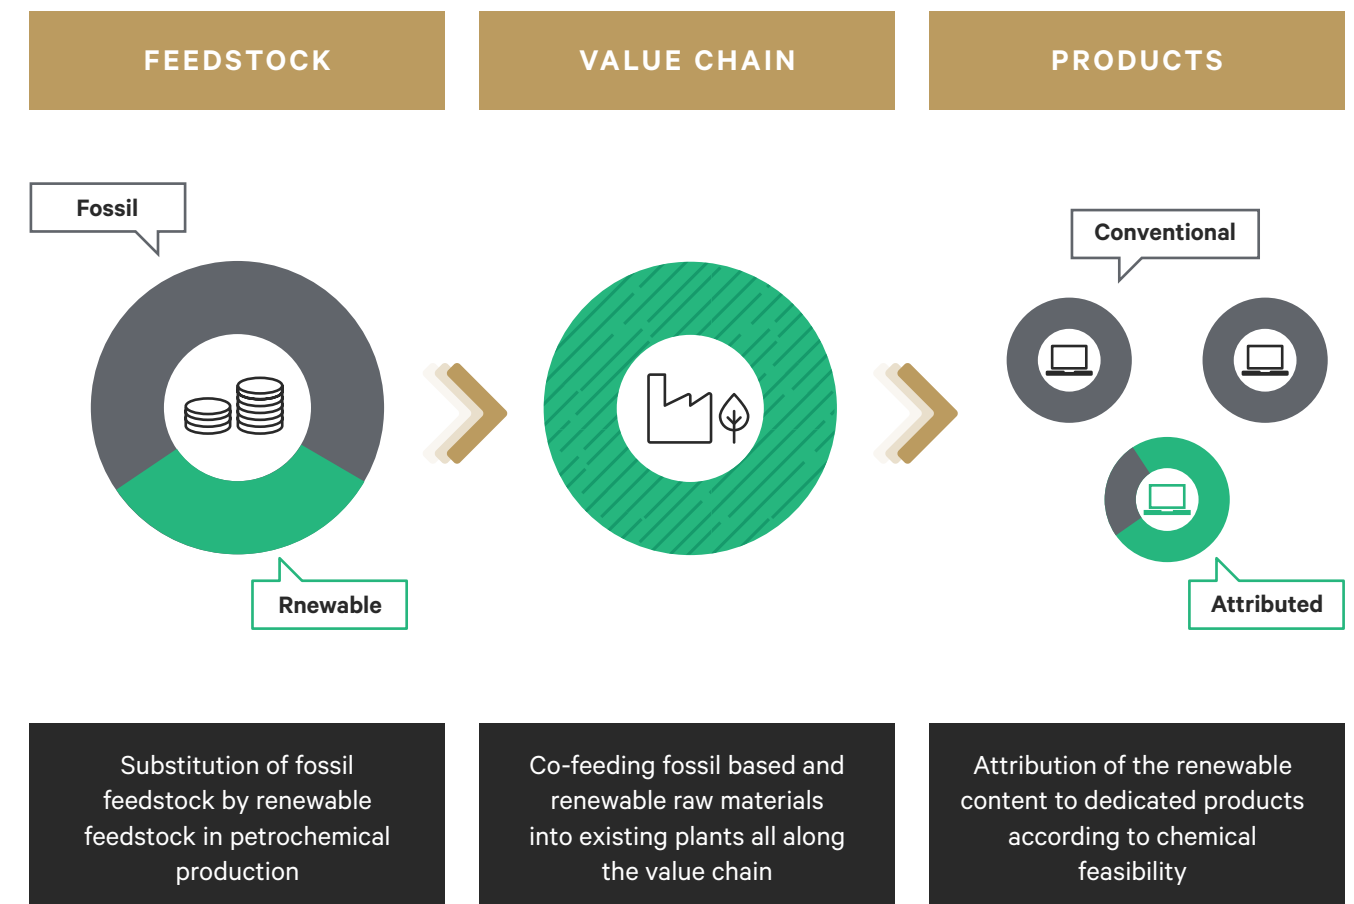 FEEDSTOCK
VALUE CHAIN
PRODUCTS
Fossil
Conventional
Rnewable
Attributed
Substitution of fossil
feedstock by renewable
feedstock in petrochemical
production
Co-feeding fossil based and
renewable raw materials
into existing plants all along
the value chain
Attribution of the renewable
content to dedicated products
according to chemical
feasibility